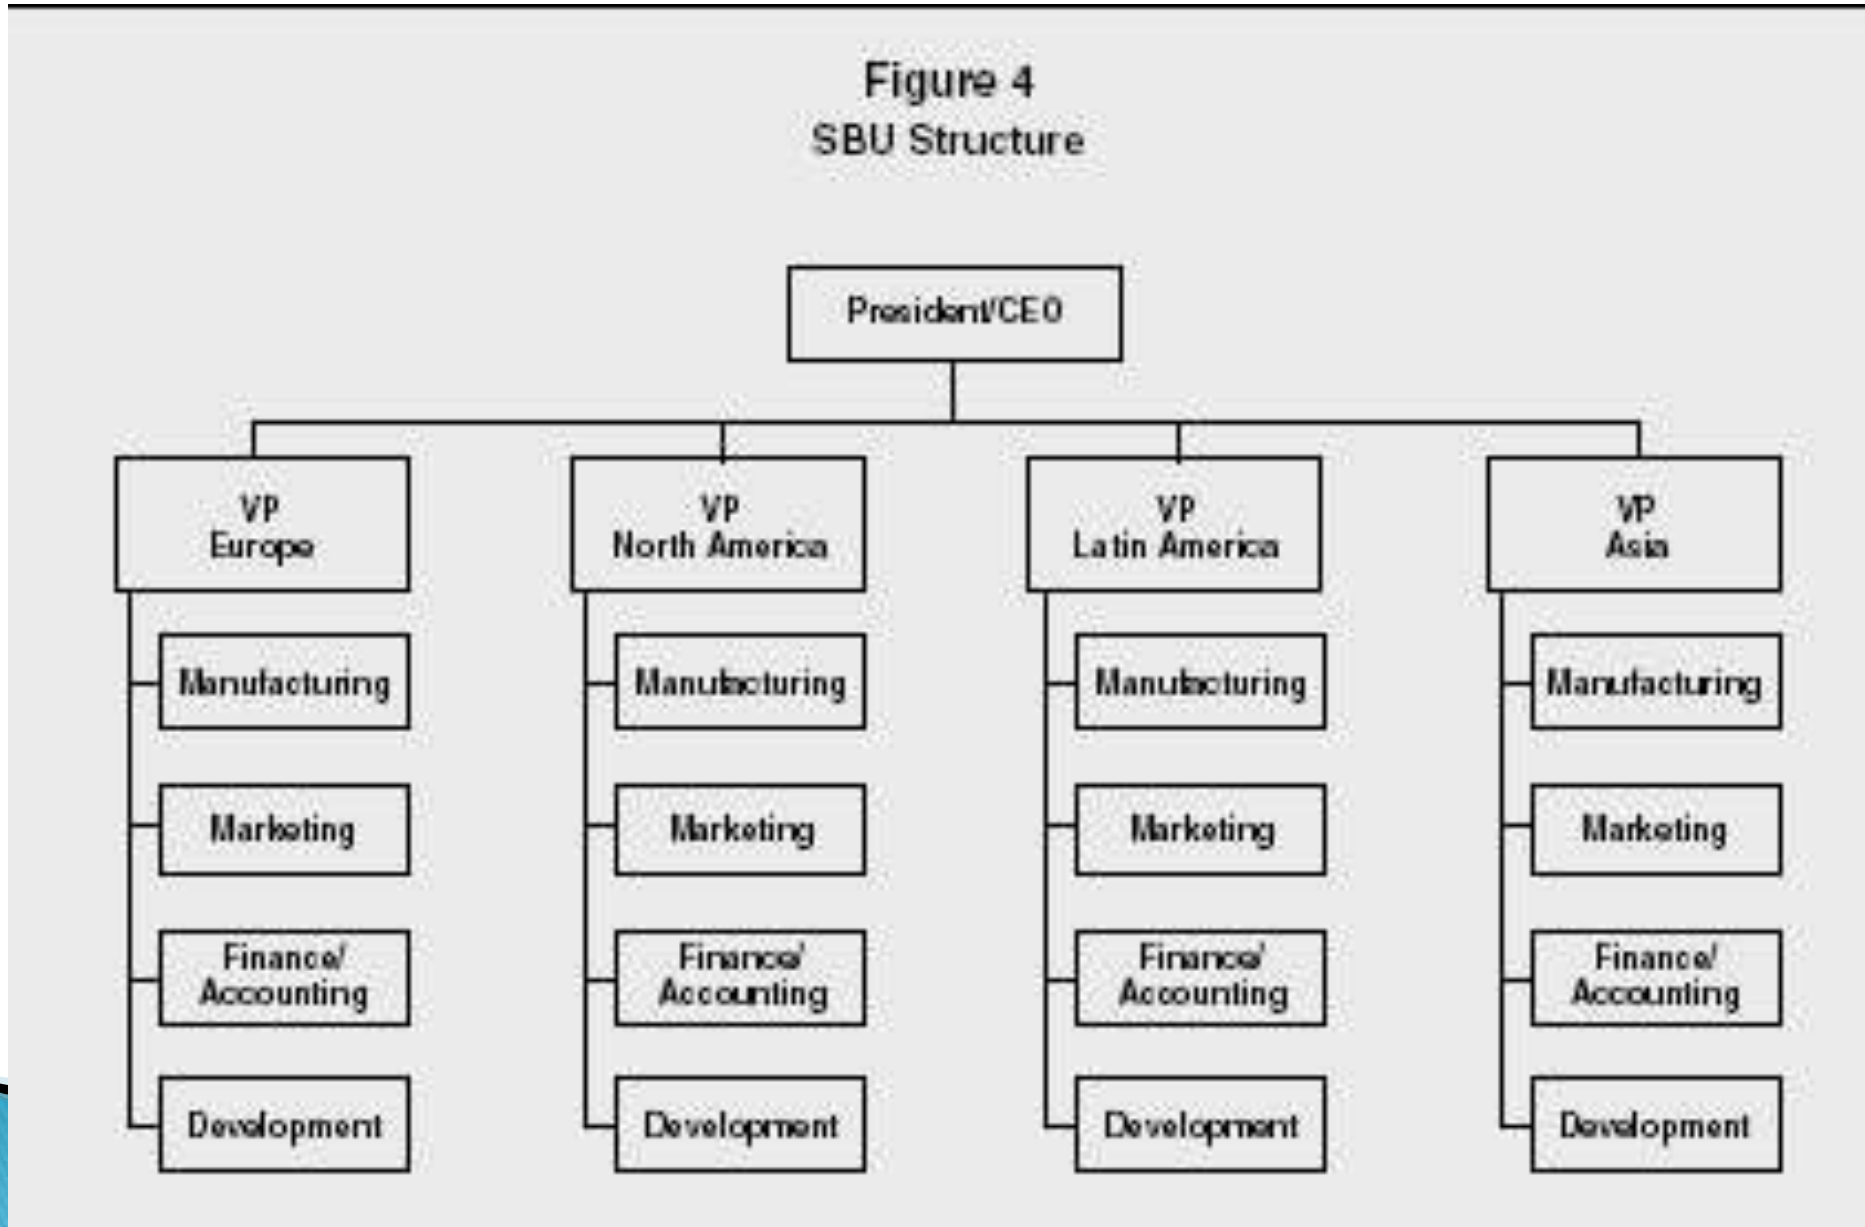 Figure 4
SBU Structure
President/CEO
VP
Europe
VP
North America
VP
Latin America
VP
Asia
Manufacturing
Manufacturing
Manufacturing
Manufacturing
Marketing
Marketing
Marketing
Marketing
Finance/
Accounting
Finance/
Accounting
Finance/
Accounting
Finance/
Accounting
Development
Development
Development
Development